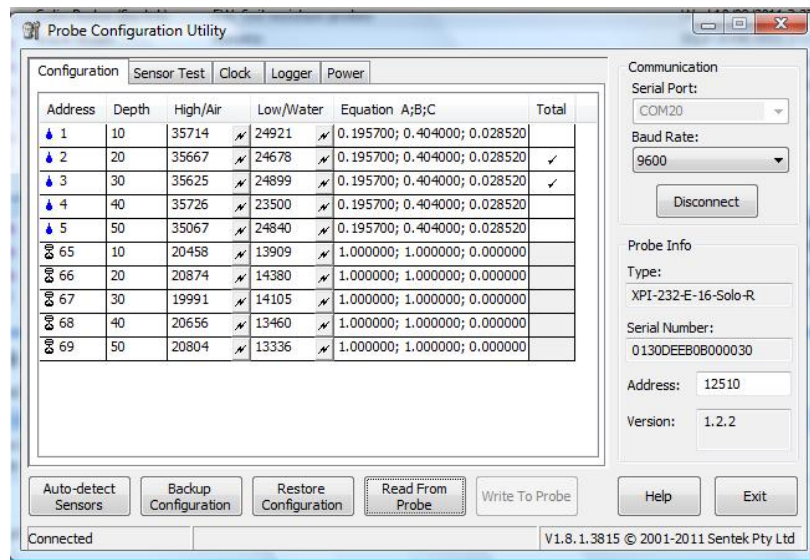 Probe Configuration Utility
Configuration Sensor Test Clock Logger Power
Address Depth High/Air Low/Water Equation A;B;C Total
1 10 35714 24921 0.195700; 0.404000; 0.028520
2 20 35667 24678 0.195700; 0.404000; 0.028520 ✓
3 30 35625 24899 0.195700; 0.404000; 0.028520 ✓
4 40 35726 23500 0.195700; 0.404000; 0.028520
5 50 35067 24840 0.195700; 0.404000; 0.028520
65 10 20458 13909 1.000000; 1.000000; 0.000000
66 20 20874 14380 1.000000; 1.000000; 0.000000
67 30 19991 14105 1.000000; 1.000000; 0.000000
68 40 20656 13460 1.000000; 1.000000; 0.000000
69 50 20804 13336 1.000000; 1.000000; 0.000000
Communication
Serial Port:
COM20
Baud Rate:
9600
Disconnect
Probe Info
Type:
XPI-232-E-16-Solo-R
Serial Number:
0130DEEB0B000030
Address: 12510
Version: 1.2.2
Auto-detect
Sensors
Backup
Configuration
Restore
Configuration
Read From
Probe
Write To Probe
Help
Exit
Connected
V1.8.1.3815 © 2001-2011 Sentek Pty Ltd